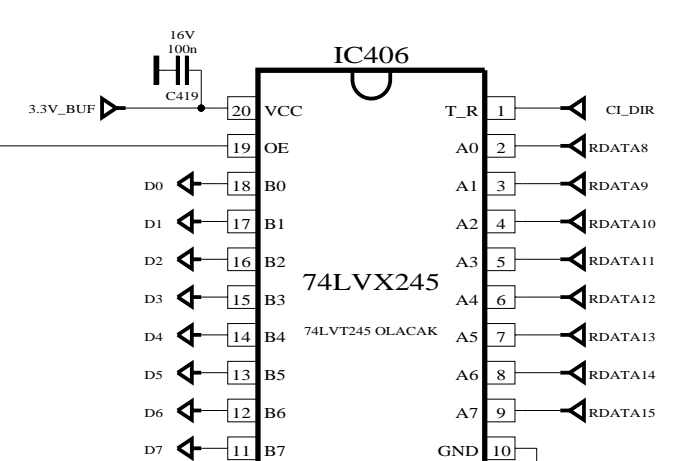 16V
100n
IC406
C419
3.3V_BUF
20 VCC
T_R 1
CI_DIR
19 OE
A0 2
RDATA8
D0
18 B0
A1 3
RDATA9
D1
17 B1
A2 4
RDATA10
D2
16 B2
A3 5
RDATA11
74LVX245
D3
15 B3
A4 6
RDATA12
74LVT245 OLACAK
D4
14 B4
A5 7
RDATA13
D5
13 B5
A6 8
RDATA14
D6
12 B6
A7 9
RDATA15
D7
11 B7
GND 10